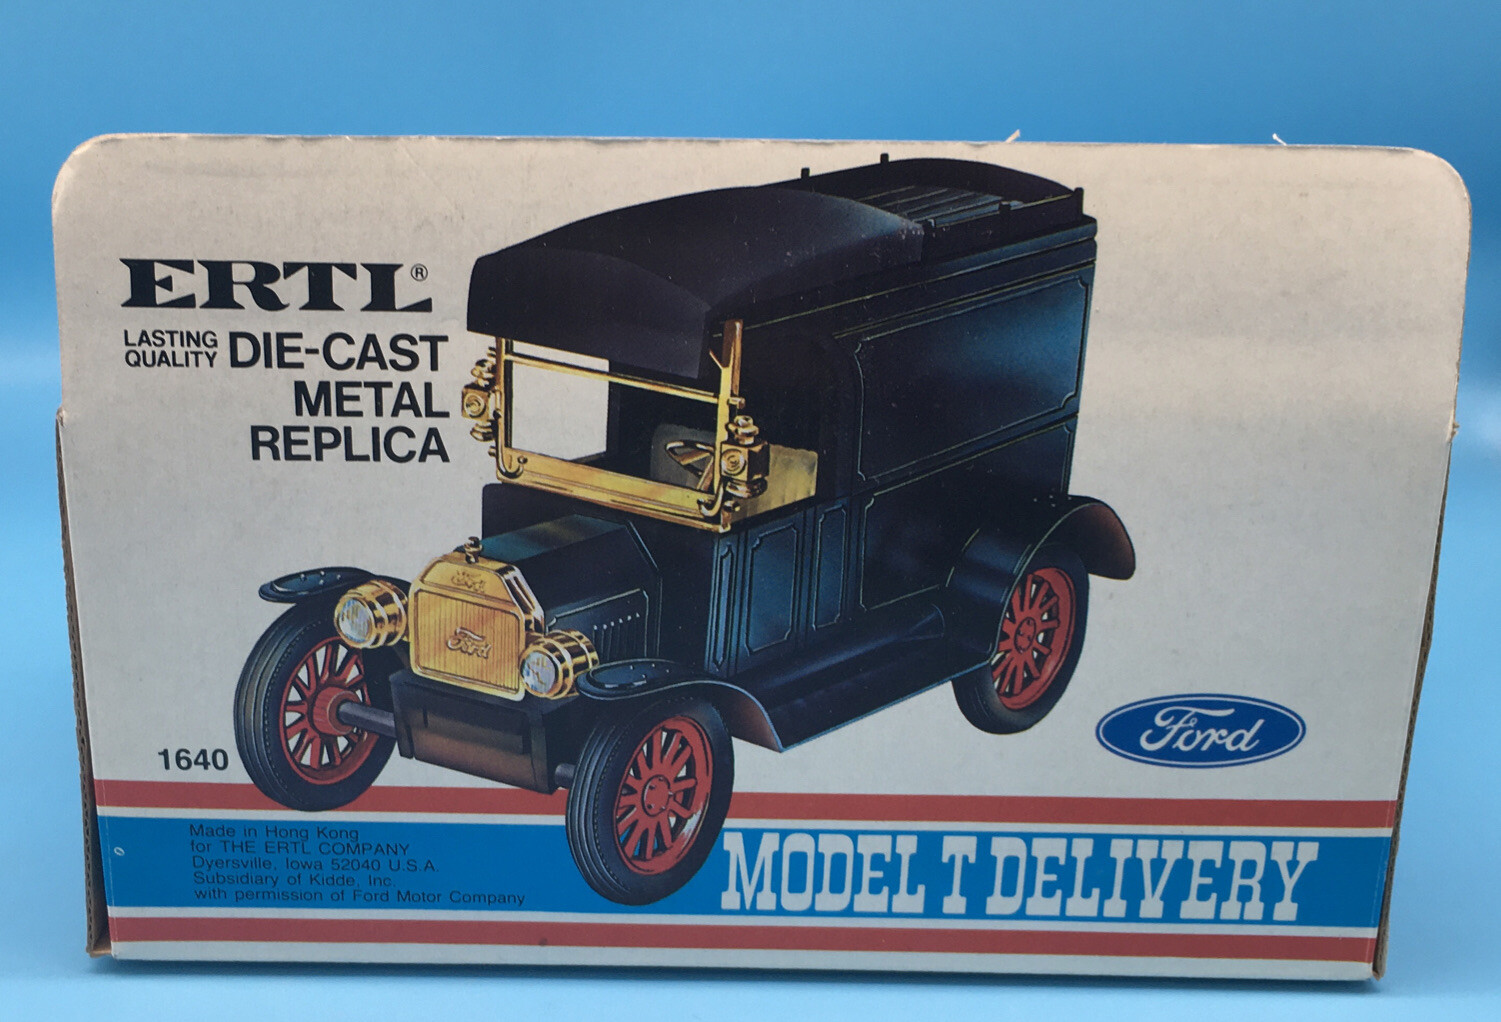 ERTL®
LASTING
QUALITY
DIE-CAST
METAL
REPLICA
Ford
Ford
1640
Ford
Made in Hong Kong
for THE ERTL COMPANY
Dyersville, Iowa 52040 U.S.A.
Subsidiary of Kidde, Inc.
with permission of Ford Motor Company
MODEL T DELIVERY